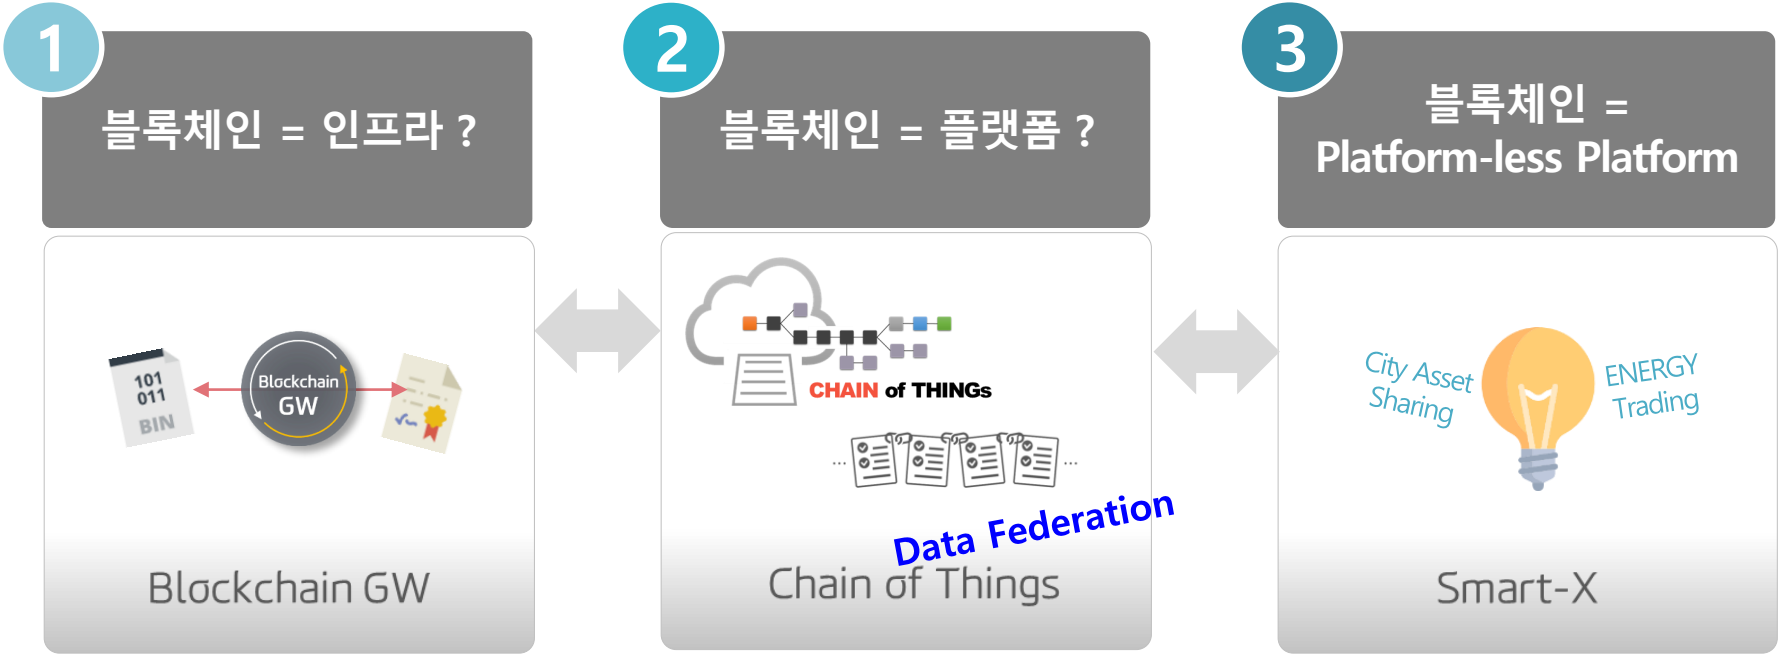 1
블록체인 = 인프라 ?
101
011
BIN
Blockchain
GW
Blockchain GW
2
블록체인 = 플랫폼 ?
CHAIN of THINGs
...
...
Data Federation
Chain of Things
3
블록체인 =
Platform-less Platform
City Asset
Sharing
ENERGY
Trading
Smart-X